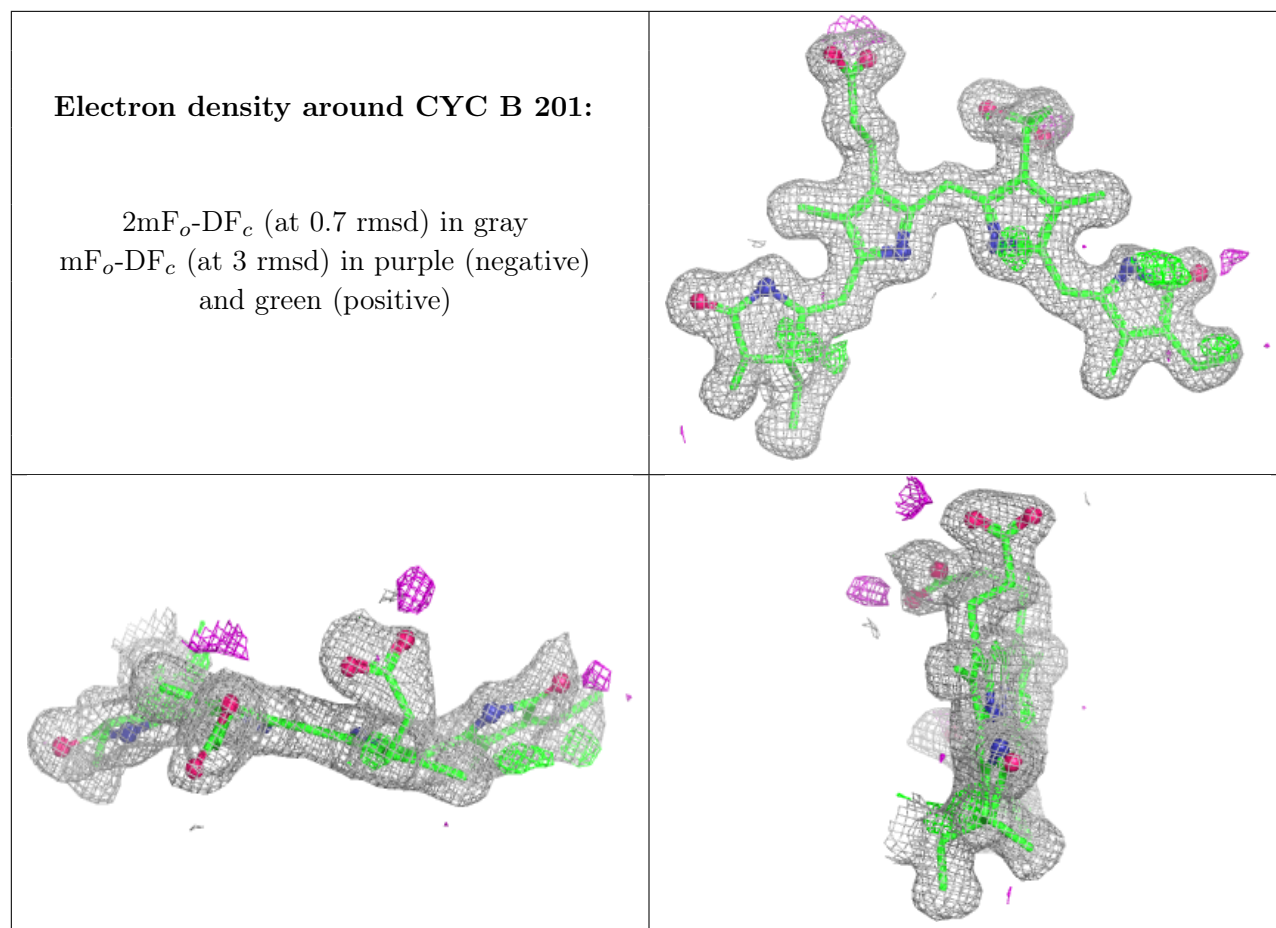 Electron density around CYC B 201:
2mFo-DFc (at 0.7 rmsd) in gray
mFo-DFc (at 3 rmsd) in purple (negative)
and green (positive)